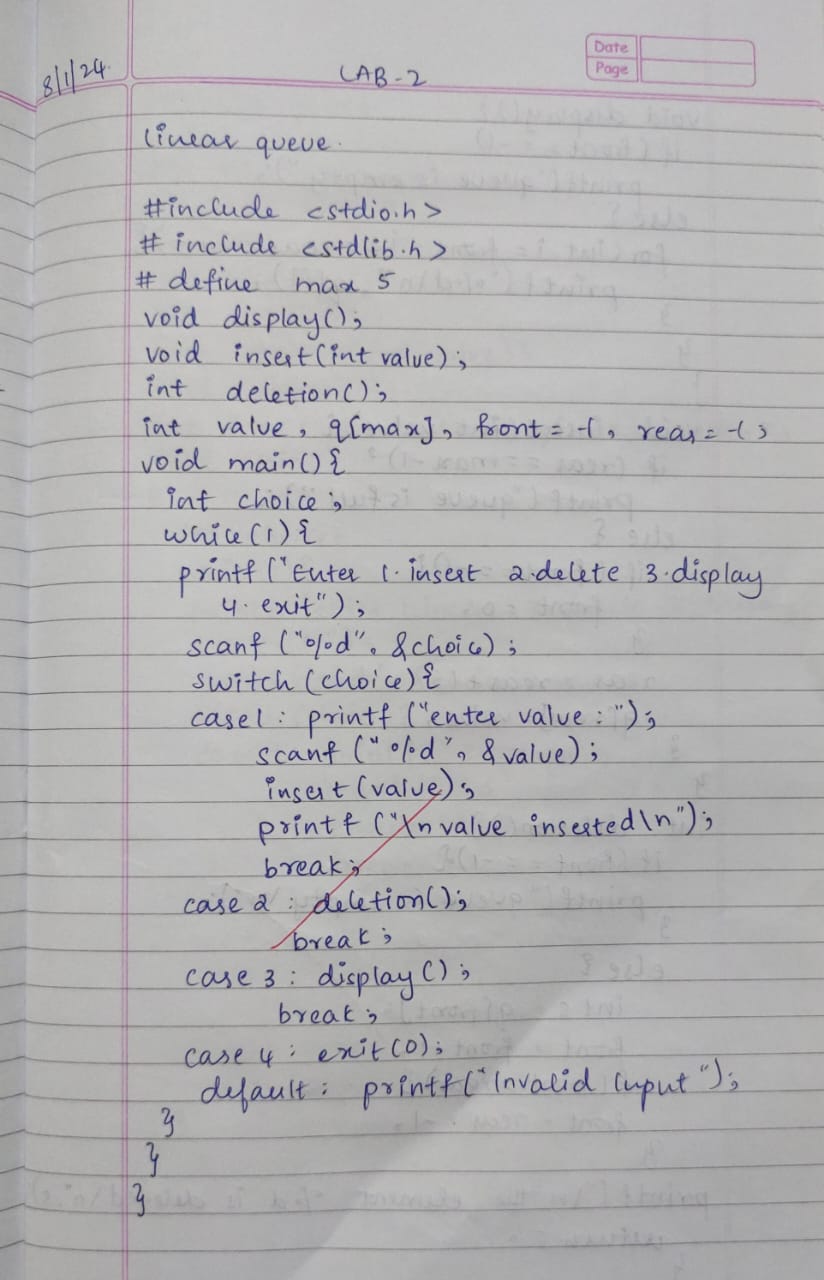 Date
Page
8/1/24.
LAB-2
linear queue.
#include <stdio.h>
# include <stdlib.h>
# define max 5
void display();
void insert(int value);
int deletion();
int value, q[max], front = -1, rear = -1;
void main(){
int choice;
while(1){
printf("Enter 1. insert 2.delete 3.display
4. exit");
scanf("%d", &choice);
switch (choice){
case1: printf ("enter value :");
scanf ("%d", &value);
insert (value);
printf ("\n value inserted\n");
break;
case 2 : deletion();
break;
case 3 : display();
break;
case 4 : exit(0);
default : printf("Invalid input");
}
}
}